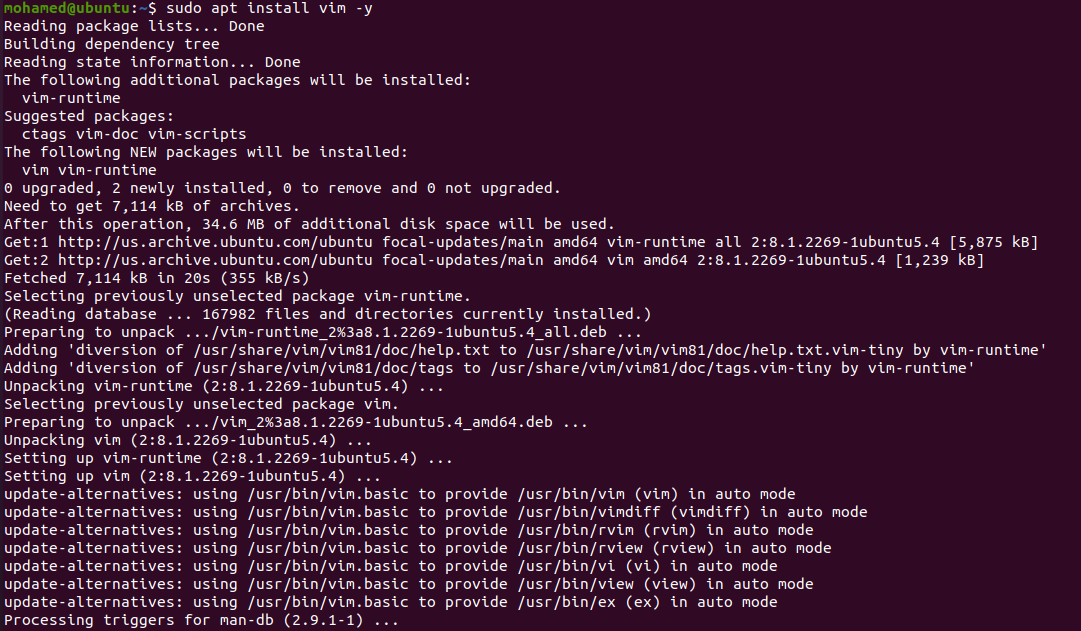 mohamed@ubuntu:~$ sudo apt install vim -y
Reading package lists... Done
Building dependency tree
Reading state information... Done
The following additional packages will be installed:
  vim-runtime
Suggested packages:
  ctags vim-doc vim-scripts
The following NEW packages will be installed:
  vim vim-runtime
0 upgraded, 2 newly installed, 0 to remove and 0 not upgraded.
Need to get 7,114 kB of archives.
After this operation, 34.6 MB of additional disk space will be used.
Get:1 http://us.archive.ubuntu.com/ubuntu focal-updates/main amd64 vim-runtime all 2:8.1.2269-1ubuntu5.4 [5,875 kB]
Get:2 http://us.archive.ubuntu.com/ubuntu focal-updates/main amd64 vim amd64 2:8.1.2269-1ubuntu5.4 [1,239 kB]
Fetched 7,114 kB in 20s (355 kB/s)
Selecting previously unselected package vim-runtime.
(Reading database ... 167982 files and directories currently installed.)
Preparing to unpack .../vim-runtime_2%3a8.1.2269-1ubuntu5.4_all.deb ...
Adding 'diversion of /usr/share/vim/vim81/doc/help.txt to /usr/share/vim/vim81/doc/help.txt.vim-tiny by vim-runtime'
Adding 'diversion of /usr/share/vim/vim81/doc/tags to /usr/share/vim/vim81/doc/tags.vim-tiny by vim-runtime'
Unpacking vim-runtime (2:8.1.2269-1ubuntu5.4) ...
Selecting previously unselected package vim.
Preparing to unpack .../vim_2%3a8.1.2269-1ubuntu5.4_amd64.deb ...
Unpacking vim (2:8.1.2269-1ubuntu5.4) ...
Setting up vim-runtime (2:8.1.2269-1ubuntu5.4) ...
Setting up vim (2:8.1.2269-1ubuntu5.4) ...
update-alternatives: using /usr/bin/vim.basic to provide /usr/bin/vim (vim) in auto mode
update-alternatives: using /usr/bin/vim.basic to provide /usr/bin/vimdiff (vimdiff) in auto mode
update-alternatives: using /usr/bin/vim.basic to provide /usr/bin/rvim (rvim) in auto mode
update-alternatives: using /usr/bin/vim.basic to provide /usr/bin/rview (rview) in auto mode
update-alternatives: using /usr/bin/vim.basic to provide /usr/bin/vi (vi) in auto mode
update-alternatives: using /usr/bin/vim.basic to provide /usr/bin/view (view) in auto mode
update-alternatives: using /usr/bin/vim.basic to provide /usr/bin/ex (ex) in auto mode
Processing triggers for man-db (2.9.1-1) ...